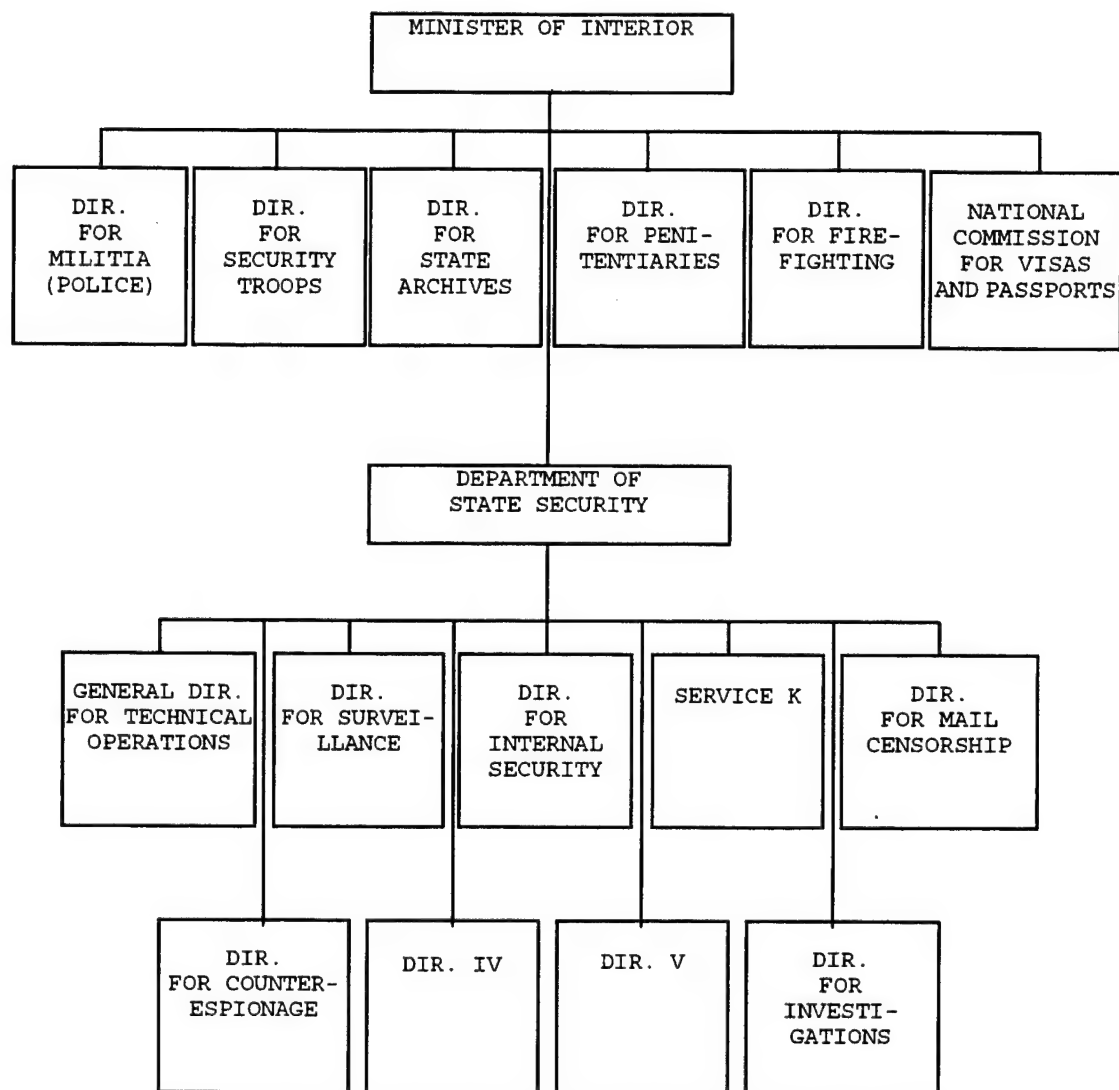 MINISTER OF INTERIOR
DIR.
FOR
MILITIA
(POLICE)
DIR.
FOR
SECURITY
TROOPS
DIR.
FOR
STATE
ARCHIVES
DIR.
FOR PENI-
TENTIARIES
DIR.
FOR FIRE-
FIGHTING
NATIONAL
COMMISSION
FOR VISAS
AND PASSPORTS
DEPARTMENT OF
STATE SECURITY
GENERAL DIR.
FOR TECHNICAL
OPERATIONS
DIR.
FOR SURVEI-
LLANCE
DIR.
FOR
INTERNAL
SECURITY
SERVICE K
DIR.
FOR MAIL
CENSORSHIP
DIR.
FOR COUNTER-
ESPIONAGE
DIR. IV
DIR. V
DIR.
FOR
INVESTI-
GATIONS